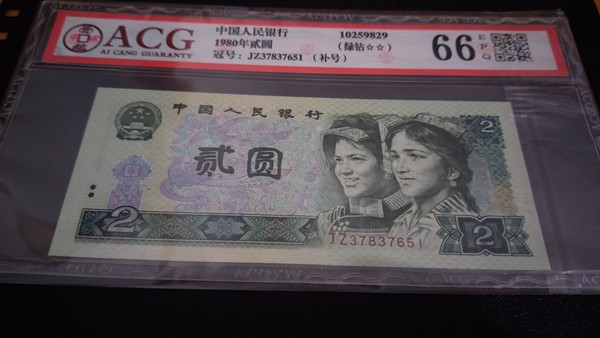 ACG
AI CANG GUARANTY
中国人民银行
1980年贰圆
冠号：JZ37837651 （补号）
10259829
（绿钻☆☆）
66 EPQ
中国人民银行
2
贰圆
2
JZ37837651
2